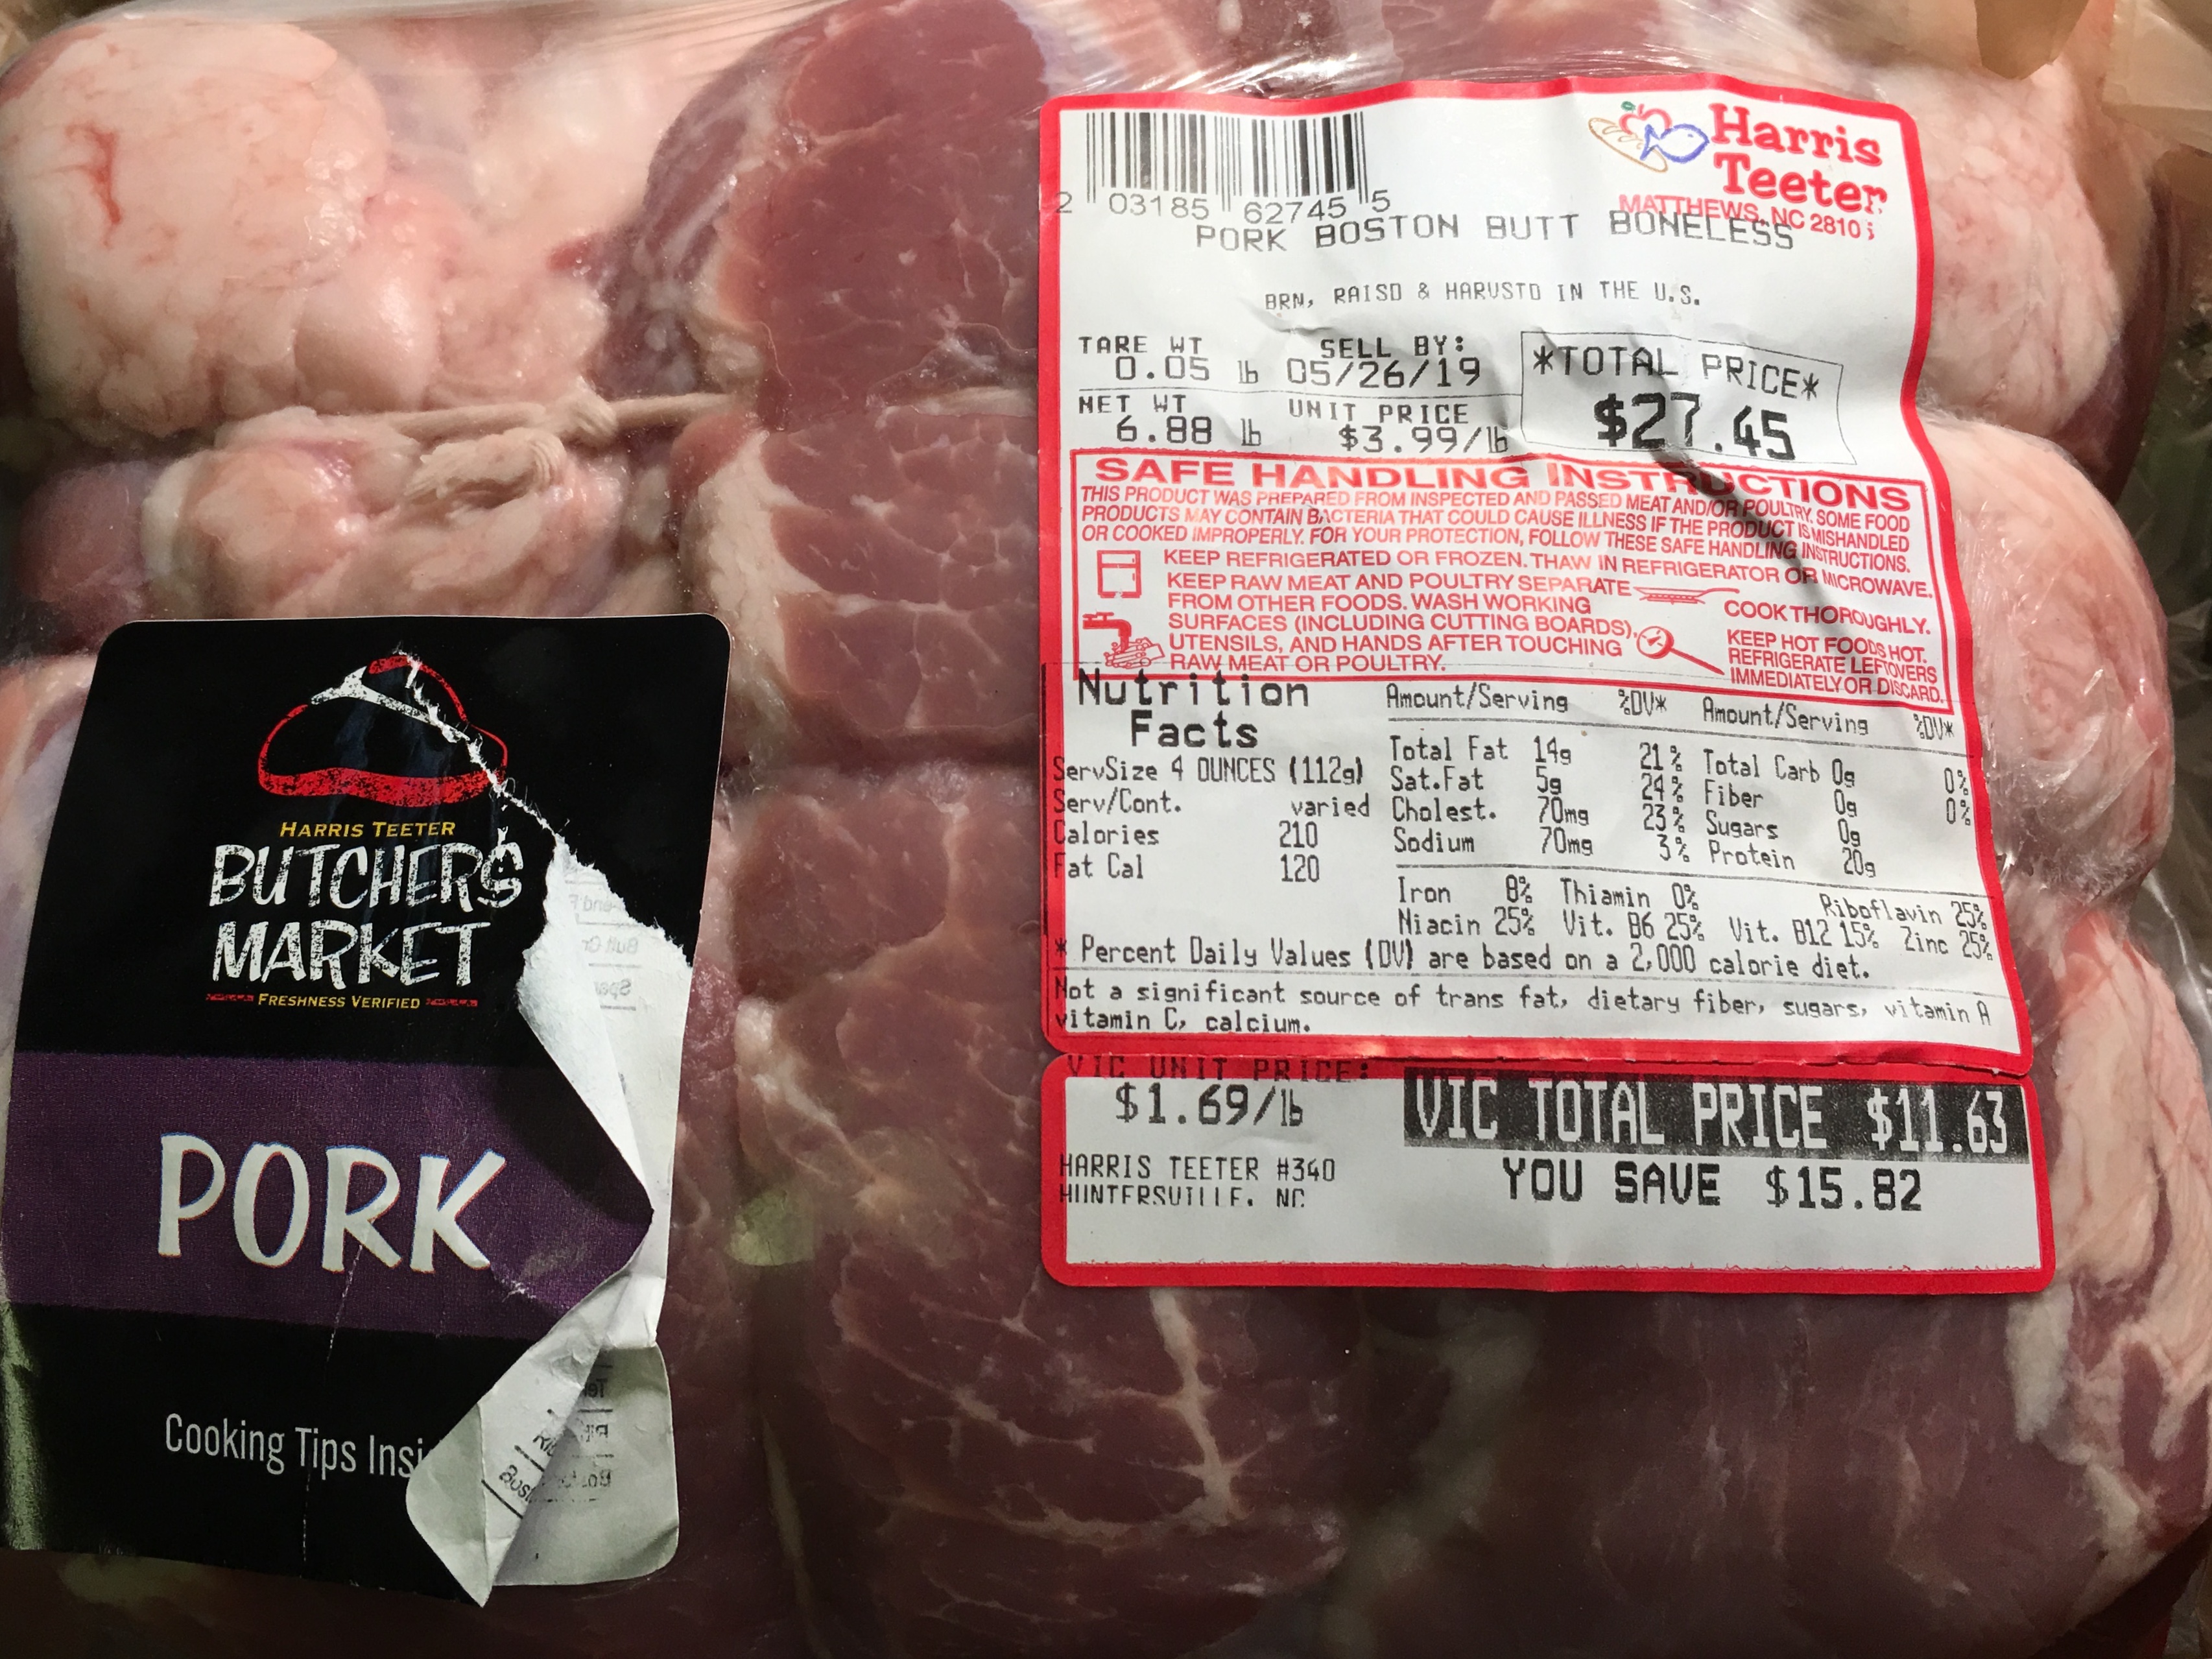 Harris
Teeter
MATTHEWS, NC 2810
2 03185 62745 5
PORK BOSTON BUTT BONELESS
BRN, RAISD & HARVSTD IN THE U.S.
TARE WT
0.05 lb
SELL BY:
05/26/19
*TOTAL PRICE*
$27.45
NET WT
6.88 lb
UNIT PRICE
$3.99/lb
SAFE HANDLING INSTRUCTIONS
THIS PRODUCT WAS PREPARED FROM INSPECTED AND PASSED MEAT AND/OR POULTRY. SOME FOOD
PRODUCTS MAY CONTAIN BACTERIA THAT COULD CAUSE ILLNESS IF THE PRODUCT IS MISHANDLED
OR COOKED IMPROPERLY. FOR YOUR PROTECTION, FOLLOW THESE SAFE HANDLING INSTRUCTIONS.
KEEP REFRIGERATED OR FROZEN. THAW IN REFRIGERATOR OR MICROWAVE.
KEEP RAW MEAT AND POULTRY SEPARATE
FROM OTHER FOODS. WASH WORKING
SURFACES (INCLUDING CUTTING BOARDS),
UTENSILS, AND HANDS AFTER TOUCHING
RAW MEAT OR POULTRY.
COOK THOROUGHLY.
KEEP HOT FOODS HOT.
REFRIGERATE LEFTOVERS
IMMEDIATELY OR DISCARD.
Nutrition
Facts
ServSize 4 OUNCES (112g)
Serv/Cont. varied
Calories 210
Fat Cal 120
Amount/Serving %DV* Amount/Serving %DV*
Total Fat 14g 21% Total Carb 0g 0%
Sat.Fat 5g 24% Fiber 0g 0%
Cholest. 70mg 23% Sugars 0g
Sodium 70mg 3% Protein 20g
Iron 8% Thiamin 0% Riboflavin 25%
Niacin 25% Vit. B6 25% Vit. B12 15% Zinc 25%
* Percent Daily Values (DV) are based on a 2,000 calorie diet.
Not a significant source of trans fat, dietary fiber, sugars, vitamin A
vitamin C, calcium.
VIC UNIT PRICE:
$1.69/lb
VIC TOTAL PRICE $11.63
YOU SAVE $15.82
HARRIS TEETER #340
HUNTERSVILLE, NC
HARRIS TEETER
BUTCHER'S
MARKET
FRESHNESS VERIFIED
PORK
Cooking Tips Insi